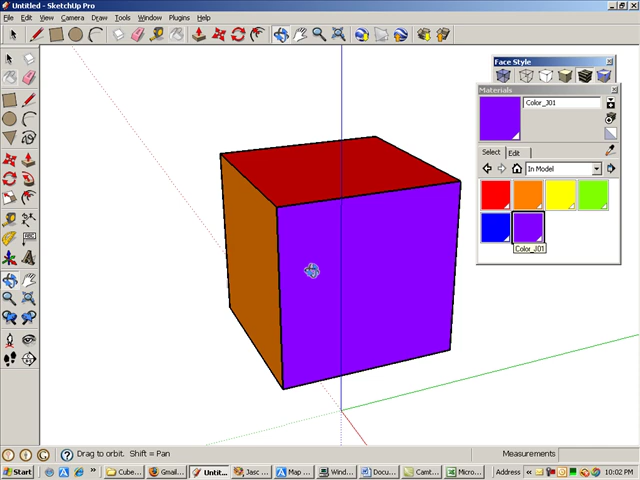 Untitled - SketchUp Pro
File Edit View Camera Draw Tools Window Plugins Help
Face Style
Materials
Color_J01
Select Edit
In Model
Color_J01
ABC
Drag to orbit. Shift = Pan
Measurements
Start Cube... Gmail... Untit... Jasc ... Map ... Windo... Docu... Camt... Micro... Address 10:02 PM